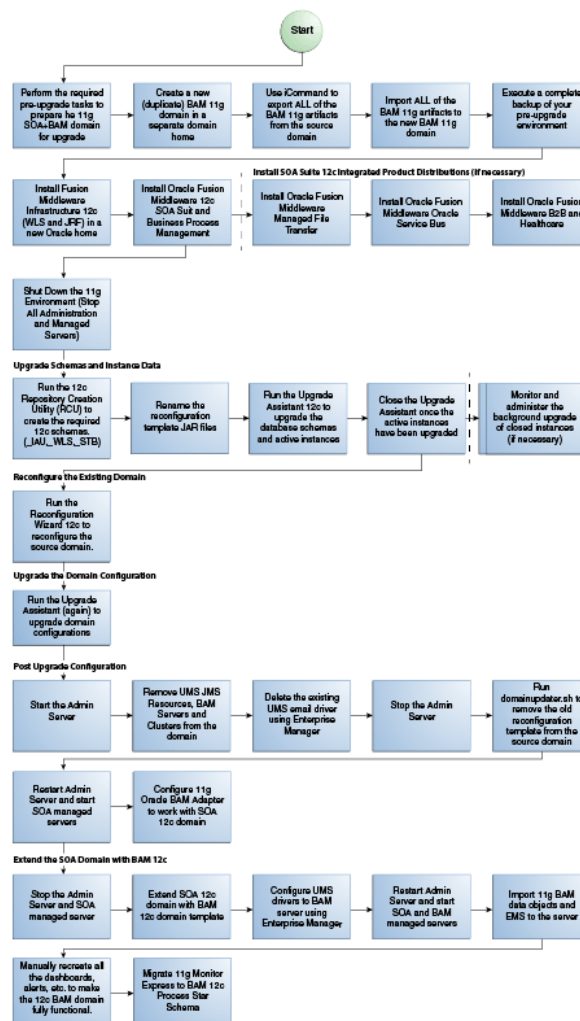 Start
Perform the required
pre-upgrade tasks to
prepare he 11g
SOA+BAM domain
for upgrade
Create a new
(duplicate) BAM 11g
domain in a
separate domain
home
Use iCommand to
export ALL of the
BAM 11g artifacts
from the source
domain
Import ALL of the
BAM 11g artifacts to
the new BAM 11g
domain
Execute a complete
backup of your
pre-upgrade
environment
Install SOA Suite 12c Integrated Product Distributions (if necessary)
Install Fusion
Middleware
Infrastructure 12c
(WLS and JRF) in a
new Oracle home
Install Oracle Fusion
Middleware 12c
SOA Suit and
Business Process
Management
Install Oracle Fusion
Middleware
Managed File
Transfer
Install Oracle Fusion
Middleware Oracle
Service Bus
Install Oracle Fusion
Middleware B2B and
Healthcare
Shut Down the 11g
Environment (Stop
All Administration
and Managed
Servers)
Upgrade Schemas and Instance Data
Run the 12c
Repository Creation
Utility (RCU) to
create the required
12c schemas.
(_IAU,_WLS,_STB)
Rename the
reconfiguration
template JAR files
Run the Upgrade
Assistant 12c to
upgrade the
database schemas
and active instances
Close the Upgrade
Assistant once the
active instances
have been upgraded
Monitor and
administer the
background upgrade
of closed instances
(if necessary)
Reconfigure the Existing Domain
Run the
Reconfiguration
Wizard 12c to
reconfigure the
source domain.
Upgrade the Domain Configuration
Run the Upgrade
Assistant (again) to
upgrade domain
configurations
Post Upgrade Configuration
Start the Admin
Server
Remove UMS JMS
Resources, BAM
Servers and
Clusters from the
domain
Delete the existing
UMS email driver
using Enterprise
Manager
Stop the Admin
Server
Run
domainupdater.sh to
remove the old
reconfiguration
template from the
source domain
Restart Admin
Server and start
SOA managed
servers
Configure 11g
Oracle BAM Adapter
to work with SOA
12c domain
Extend the SOA Domain with BAM 12c
Stop the Admin
Server and SOA
managed server
Extend SOA 12c
domain with BAM
12c domain template
Configure UMS
drivers to BAM
server using
Enterprise Manager
Restart Admin
Server and start
SOA and BAM
managed servers
Import 11g BAM
data objects and
EMS to the server
Manually recreate all
the dashboards,
alerts, etc. to make
the 12c BAM domain
fully functional.
Migrate 11g Monitor
Express to BAM 12c
Process Star
Schema